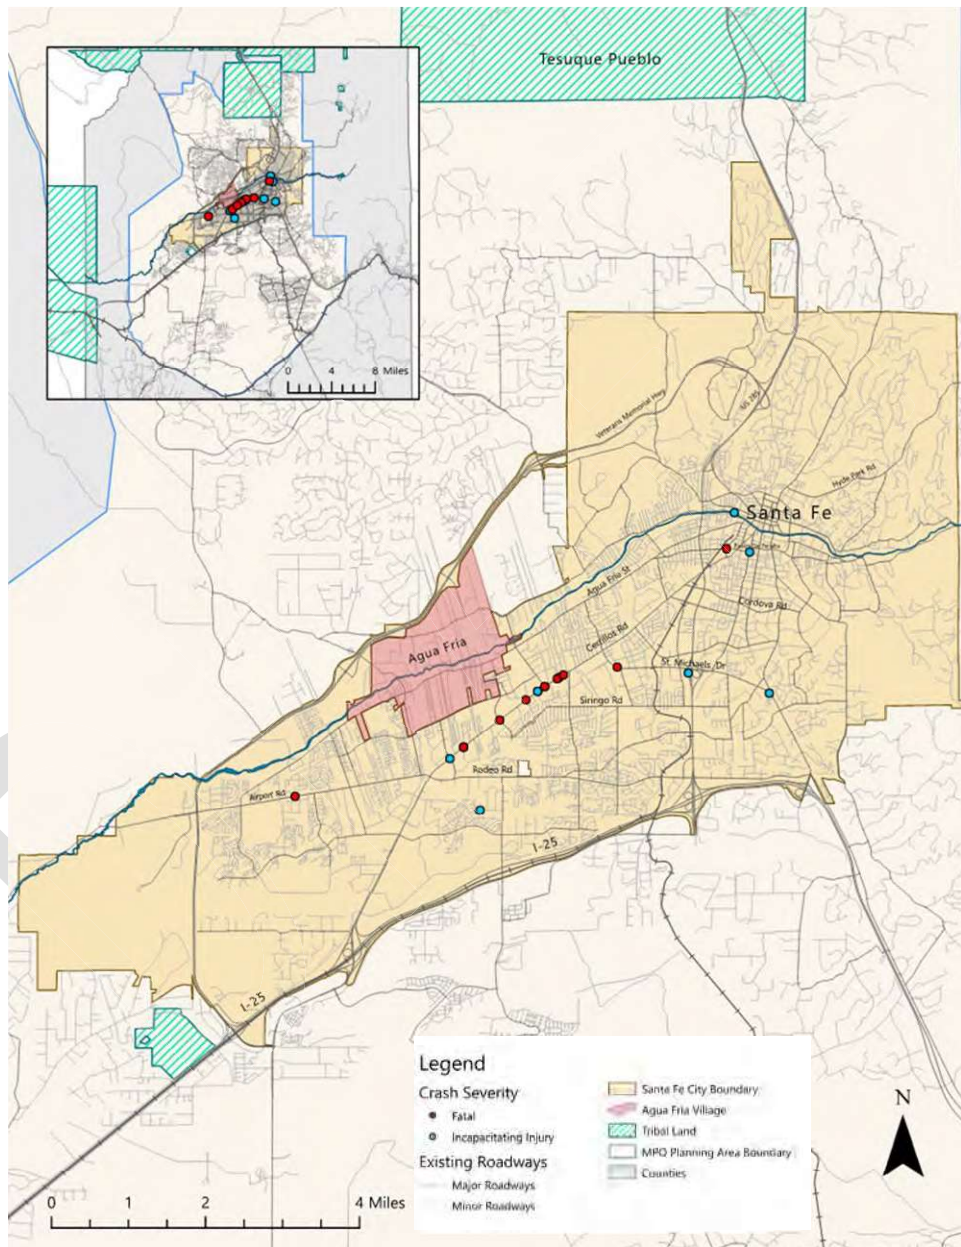 Tesuque Pueblo
0 4 8 Miles
Veterans Memorial Hwy
US 285
Hyde Park Rd
Santa Fe
Agua Fria St
Cordova Rd
Cerrillos Rd
Agua Fria
St. Michaels Dr
Siringo Rd
Rodeo Rd
Airport Rd
I-25
I-25
Legend
Crash Severity
Fatal
Incapacitating Injury
Existing Roadways
Major Roadways
Minor Roadways
Santa Fe City Boundary
Agua Fria Village
Tribal Land
MPO Planning Area Boundary
Counties
N
0 2 4 Miles